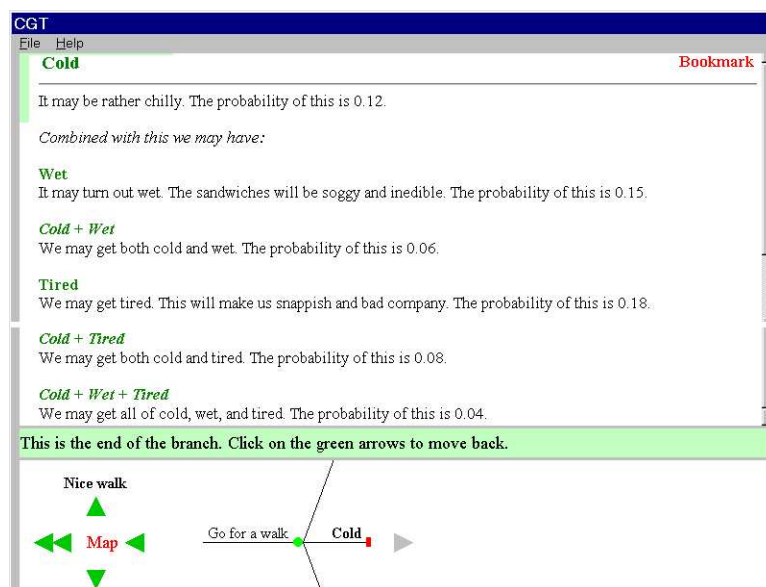 CGT
File Help
Cold Bookmark
It may be rather chilly. The probability of this is 0.12.
Combined with this we may have:
Wet
It may turn out wet. The sandwiches will be soggy and inedible. The probability of this is 0.15.
Cold + Wet
We may get both cold and wet. The probability of this is 0.06.
Tired
We may get tired. This will make us snappish and bad company. The probability of this is 0.18.
Cold + Tired
We may get both cold and tired. The probability of this is 0.08.
Cold + Wet + Tired
We may get all of cold, wet, and tired. The probability of this is 0.04.
This is the end of the branch. Click on the green arrows to move back.
Nice walk
Map
Go for a walk Cold